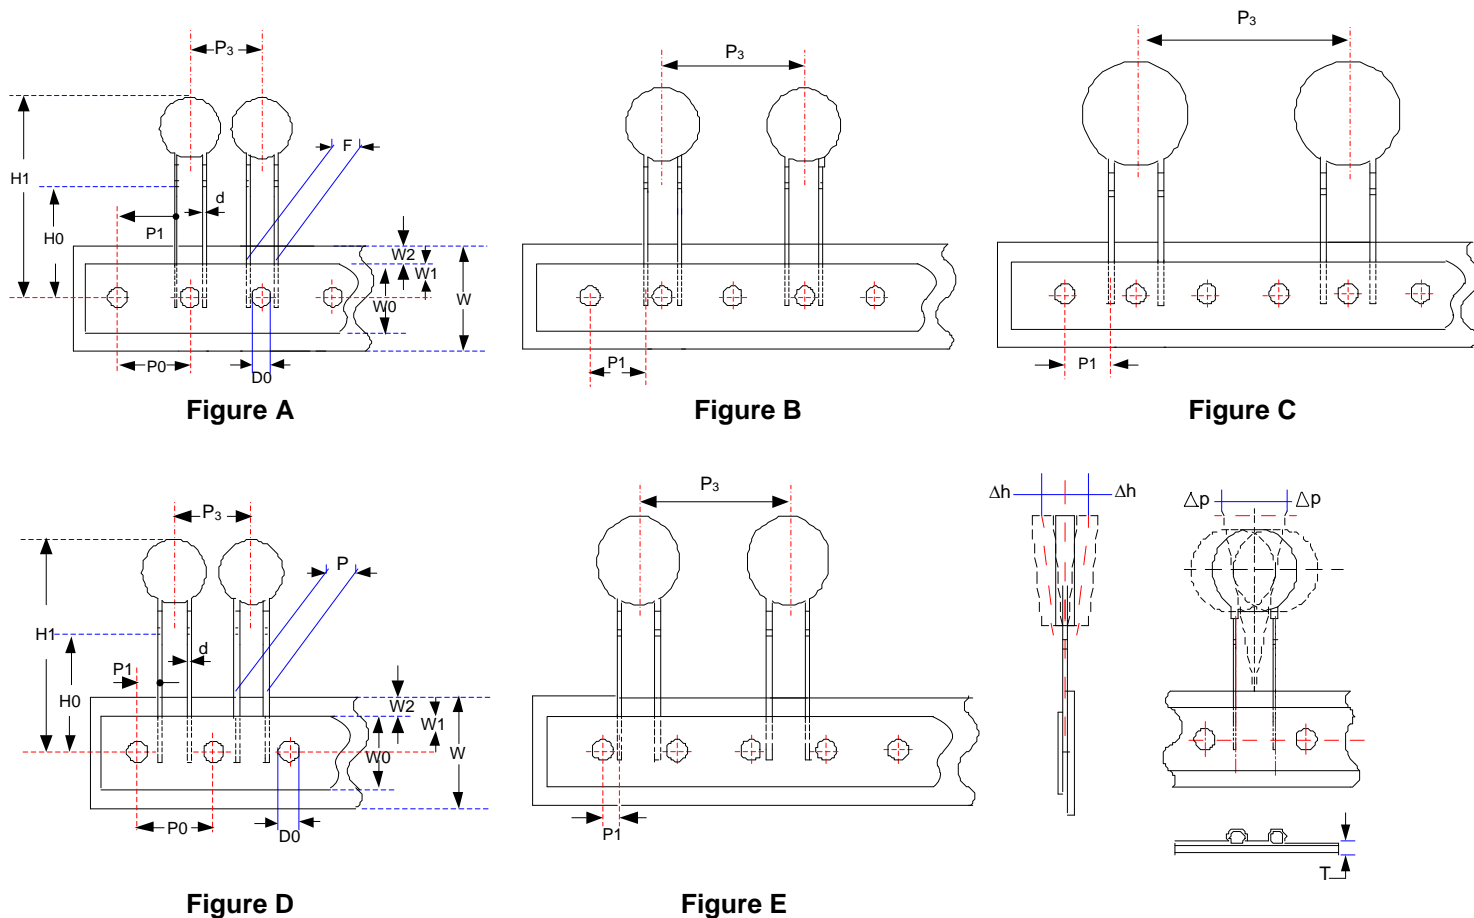 P3
H1
H0
P1
d
F
W2
W1
W0
W
P0
D0
Figure A
P3
P1
Figure B
P3
P1
Figure C
P3
H1
H0
P1
d
P
W2
W1
W0
W
P0
D0
Figure D
P3
P1
Figure E
Δh Δh
Δp Δp
T